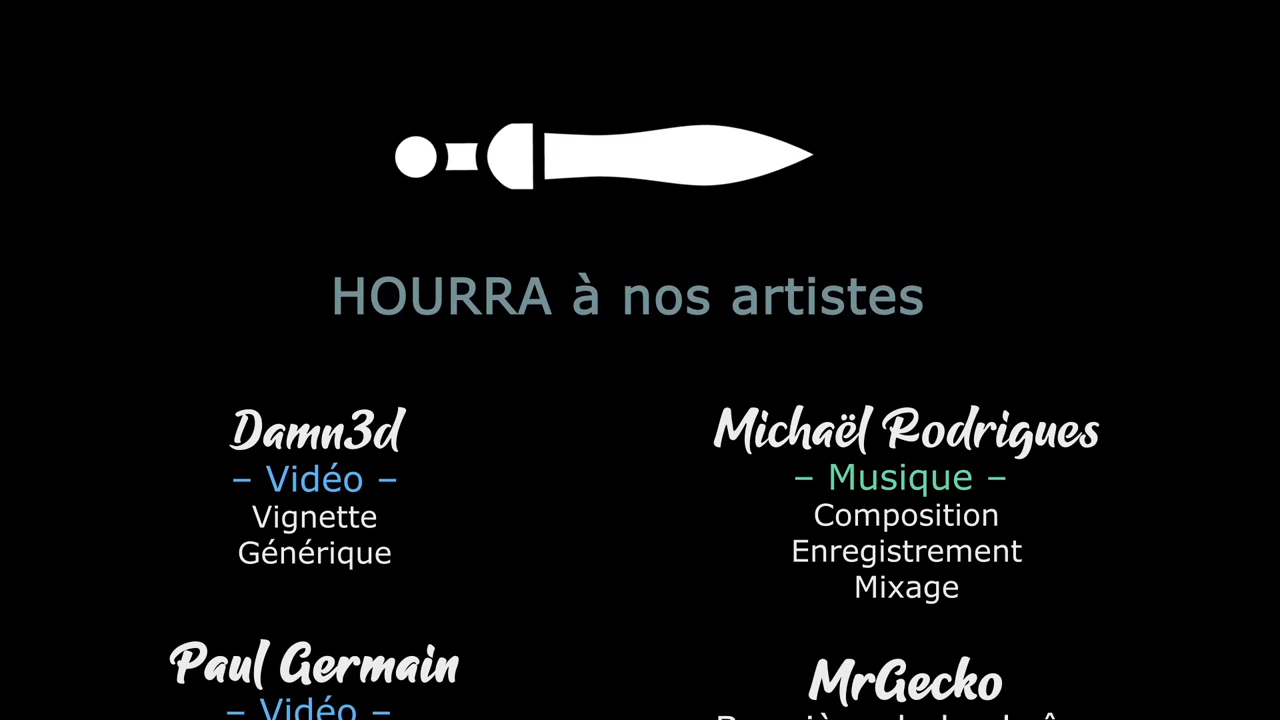 HOURRA à nos artistes
Damn3d
– Vidéo –
Vignette
Générique
Michaël Rodrigues
– Musique –
Composition
Enregistrement
Mixage
Paul Germain
– Vidéo –
MrGecko